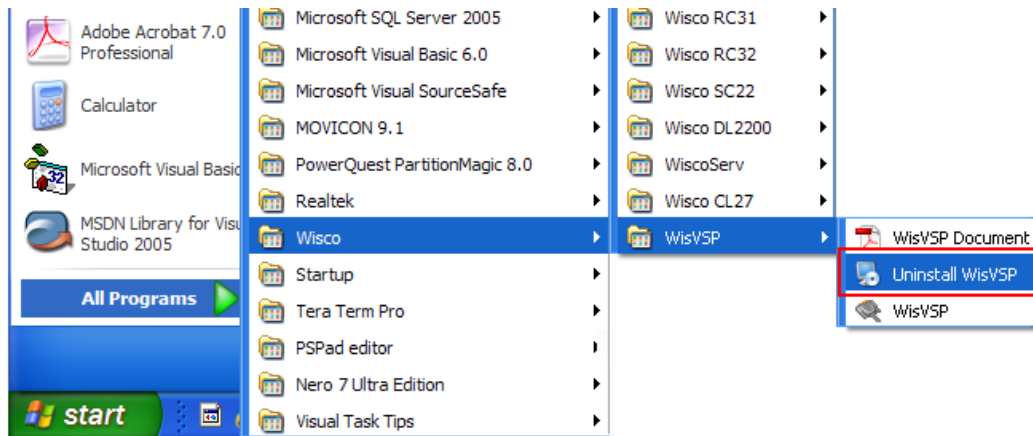 Adobe Acrobat 7.0
Professional
Calculator
Microsoft Visual Basic
MSDN Library for Visu
Studio 2005
All Programs
start
Microsoft SQL Server 2005
Microsoft Visual Basic 6.0
Microsoft Visual SourceSafe
MOVICON 9.1
PowerQuest PartitionMagic 8.0
Realtek
Wisco
Startup
Tera Term Pro
PSPad editor
Nero 7 Ultra Edition
Visual Task Tips
Wisco RC31
Wisco RC32
Wisco SC22
Wisco DL2200
WiscoServ
Wisco CL27
WisVSP
WisVSP Document
Uninstall WisVSP
WisVSP